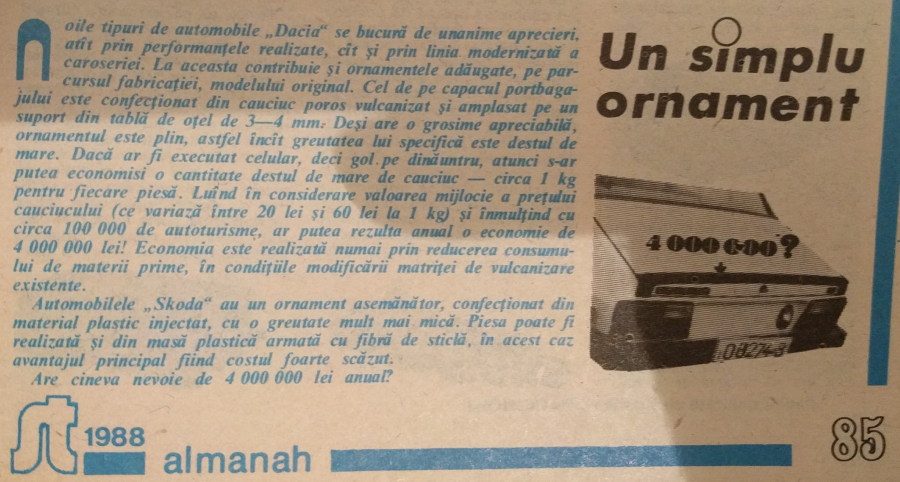 Un simplu
ornament
Noile tipuri de automobile „Dacia“ se bucură de unanime aprecieri,
atît prin performanțele realizate, cît și prin linia modernizată a
caroseriei. La aceasta contribuie și ornamentele adăugate, pe par-
cursul fabricației, modelului original. Cel de pe capacul portbaga-
jului este confecționat din cauciuc poros vulcanizat și amplasat pe un
suport din tablă de oțel de 3—4 mm. Deși are o grosime apreciabilă,
ornamentul este plin, astfel încît greutatea lui specifică este destul de
mare. Dacă ar fi executat celular, deci gol pe dinăuntru, atunci s-ar
putea economisi o cantitate destul de mare de cauciuc — circa 1 kg
pentru fiecare piesă. Luînd în considerare valoarea mijlocie a prețului
cauciucului (ce variază între 20 lei și 60 lei la 1 kg) și înmulțind cu
circa 100 000 de autoturisme, ar putea rezulta anual o economie de
4 000 000 lei! Economia este realizată numai prin reducerea consumu-
lui de materii prime, în condițiile modificării matriței de vulcanizare
existente.
Automobilele „Skoda“ au un ornament asemănător, confecționat din
material plastic injectat, cu o greutate mult mai mică. Piesa poate fi
realizată și din masă plastică armată cu fibră de sticlă, în acest caz
avantajul principal fiind costul foarte scăzut.
Are cineva nevoie de 4 000 000 lei anual?
4 000 000?
St 1988
almanah
85